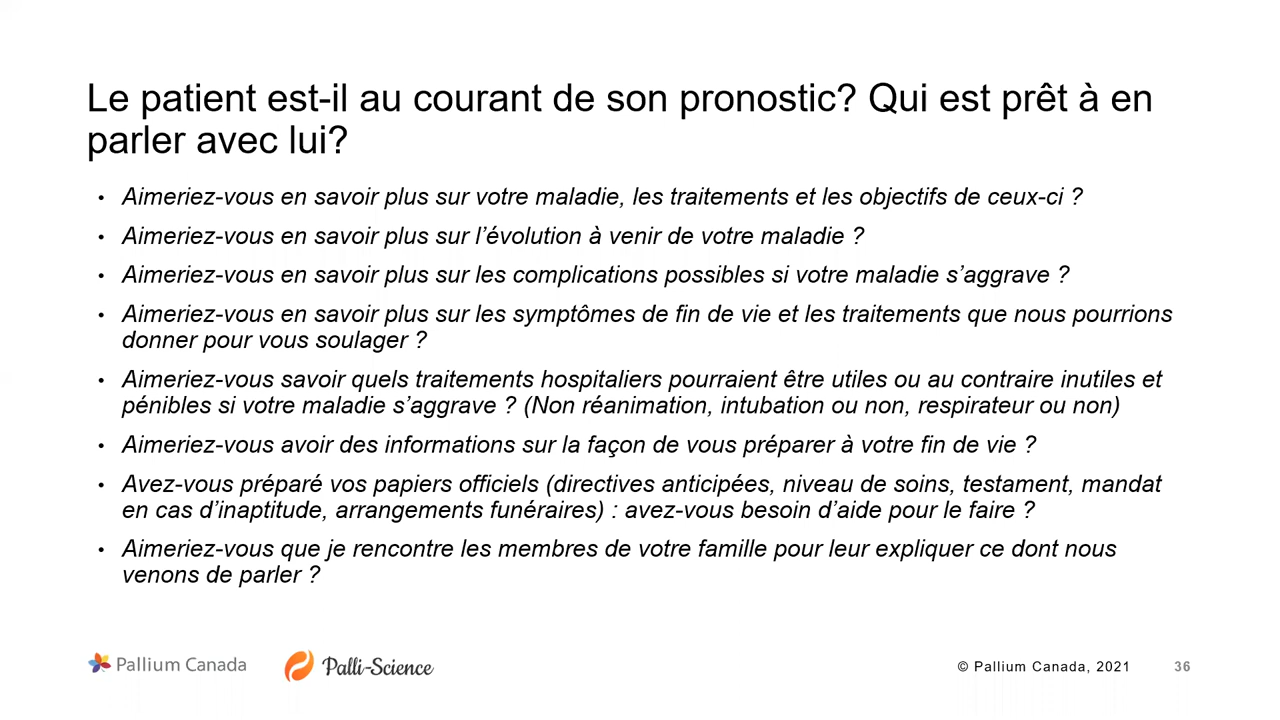 Le patient est-il au courant de son pronostic? Qui est prêt à en
parler avec lui?
• Aimeriez-vous en savoir plus sur votre maladie, les traitements et les objectifs de ceux-ci ?
• Aimeriez-vous en savoir plus sur l’évolution à venir de votre maladie ?
• Aimeriez-vous en savoir plus sur les complications possibles si votre maladie s’aggrave ?
• Aimeriez-vous en savoir plus sur les symptômes de fin de vie et les traitements que nous pourrions
donner pour vous soulager ?
• Aimeriez-vous savoir quels traitements hospitaliers pourraient être utiles ou au contraire inutiles et
pénibles si votre maladie s’aggrave ? (Non réanimation, intubation ou non, respirateur ou non)
• Aimeriez-vous avoir des informations sur la façon de vous préparer à votre fin de vie ?
• Avez-vous préparé vos papiers officiels (directives anticipées, niveau de soins, testament, mandat
en cas d’inaptitude, arrangements funéraires) : avez-vous besoin d’aide pour le faire ?
• Aimeriez-vous que je rencontre les membres de votre famille pour leur expliquer ce dont nous
venons de parler ?
Pallium Canada
Palli-Science
© Pallium Canada, 2021
36